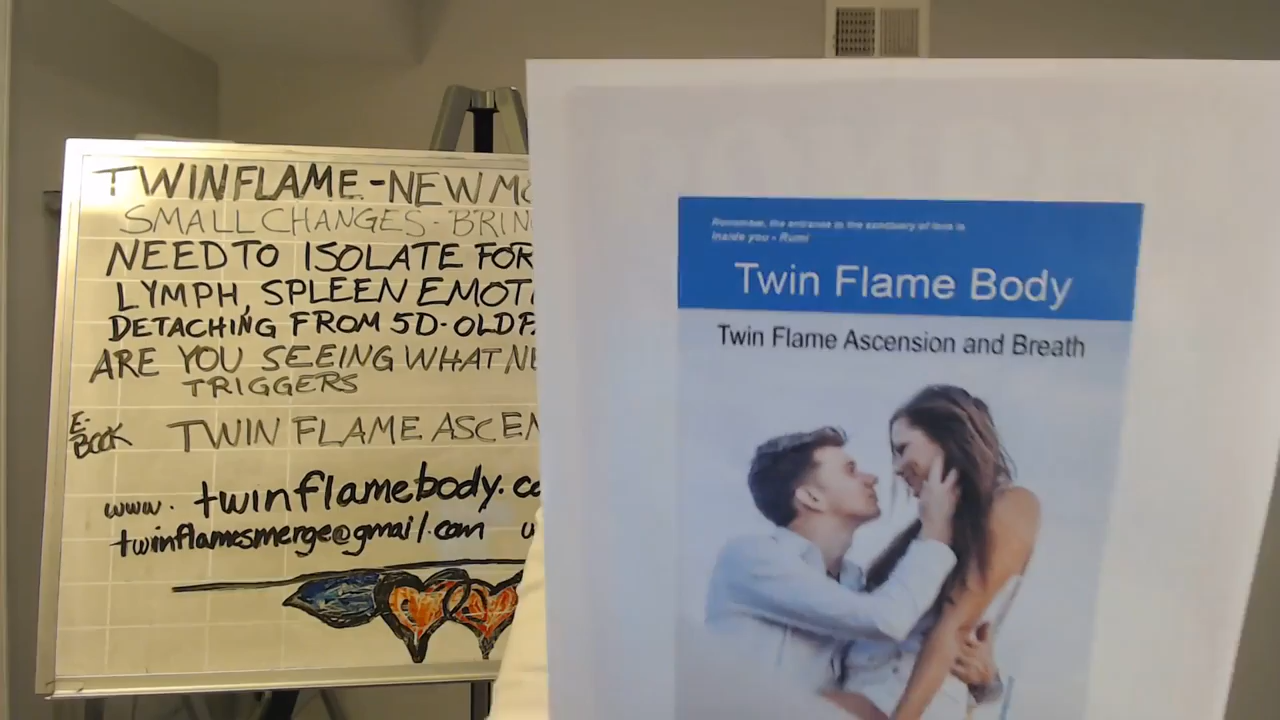 TWINFLAME-NEW MO
SMALL CHANGES - BRIN
NEED TO ISOLATE FOR
LYMPH, SPLEEN EMOT
DETACHING FROM 5D-OLD P.
ARE YOU SEEING WHAT NE
TRIGGERS
E-BOOK TWIN FLAME ASCEN
www. twinflamebody.co
twinflamesmerge@gmail.com
Remember, the entrance to the sanctuary of love is
inside you - Rumi
Twin Flame Body
Twin Flame Ascension and Breath